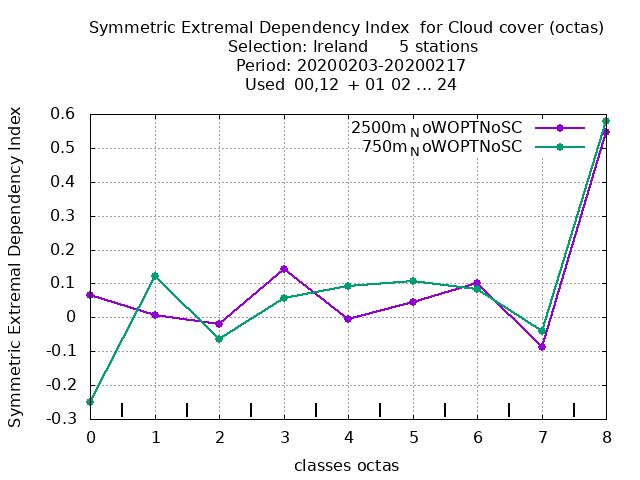 Symmetric Extremal Dependency Index for Cloud cover (octas)
Selection: Ireland 5 stations
Period: 20200203-20200217
Used 00,12 + 01 02 ... 24
Symmetric Extremal Dependency Index
0.6
0.5
0.4
0.3
0.2
0.1
0
-0.1
-0.2
-0.3
2500m NoWOPTNoSC
750m NoWOPTNoSC
0 1 2 3 4 5 6 7 8
classes octas